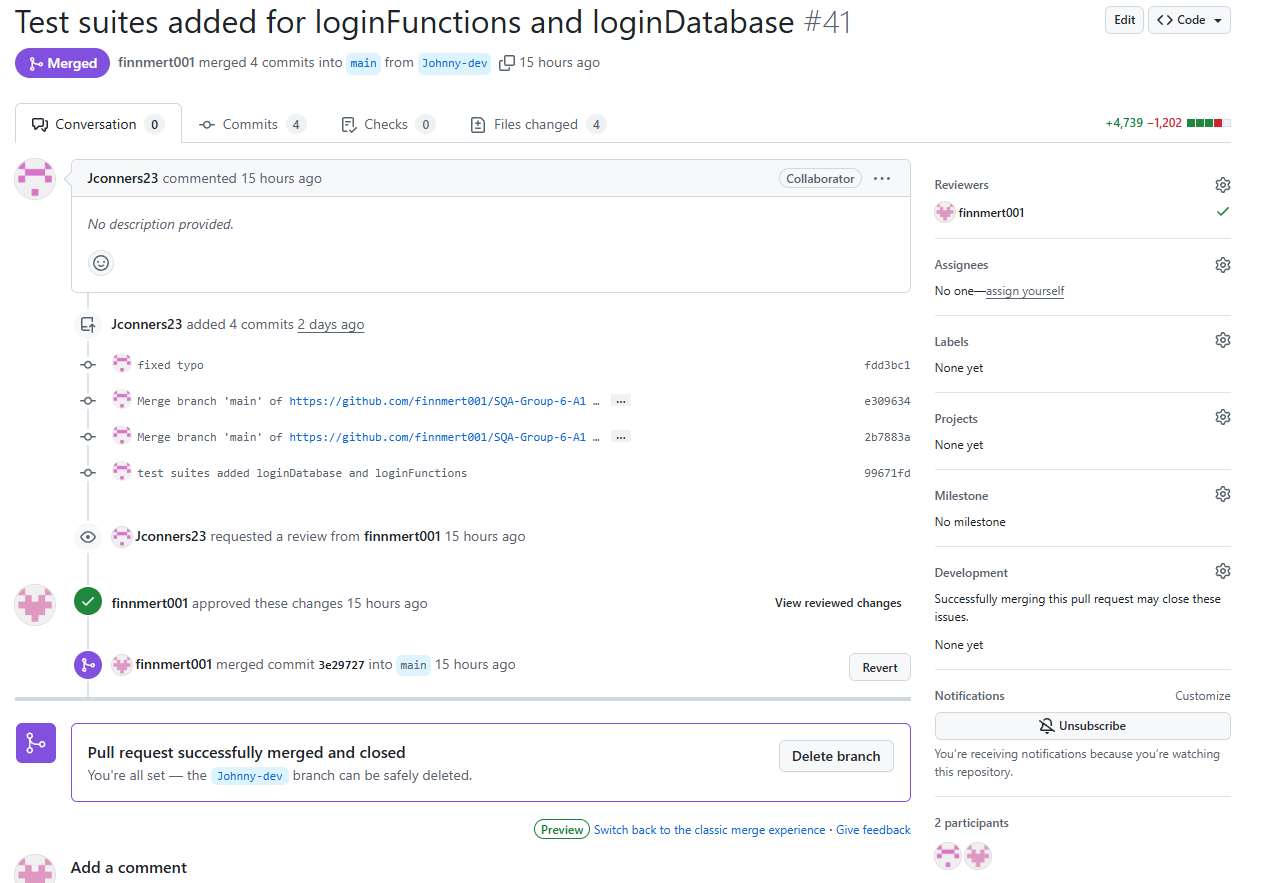 Test suites added for loginFunctions and loginDatabase #41
Edit
<> Code
Merged
finnmert001 merged 4 commits into main from Johnny-dev 15 hours ago
Conversation 0
Commits 4
Checks 0
Files changed 4
+4,739 −1,202
Jconners23 commented 15 hours ago
Collaborator
...
No description provided.
Jconners23 added 4 commits 2 days ago
fixed typo
fdd3bc1
Merge branch 'main' of https://github.com/finnmert001/SQA-Group-6-A1 …
...
e309634
Merge branch 'main' of https://github.com/finnmert001/SQA-Group-6-A1 …
...
2b7883a
test suites added loginDatabase and loginFunctions
99671fd
Jconners23 requested a review from finnmert001 15 hours ago
finnmert001 approved these changes 15 hours ago
View reviewed changes
finnmert001 merged commit 3e29727 into main 15 hours ago
Revert
Pull request successfully merged and closed
You're all set — the Johnny-dev branch can be safely deleted.
Delete branch
Preview Switch back to the classic merge experience · Give feedback
Add a comment
Reviewers
finnmert001
Assignees
No one—assign yourself
Labels
None yet
Projects
None yet
Milestone
No milestone
Development
Successfully merging this pull request may close these
issues.
None yet
Notifications
Customize
Unsubscribe
You're receiving notifications because you're watching
this repository.
2 participants